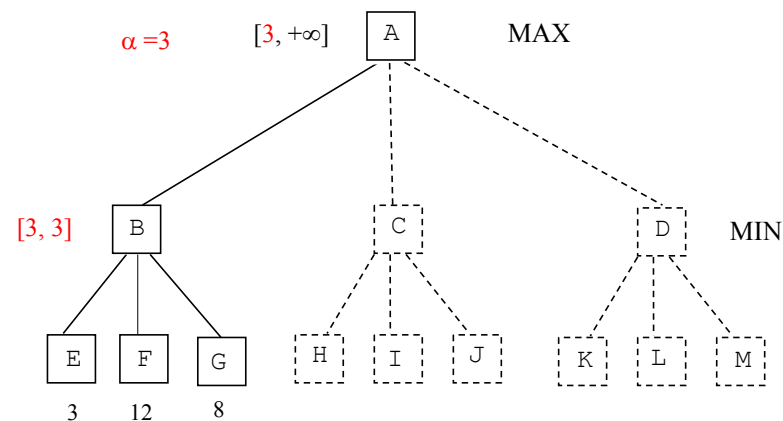 α =3 [3, +∞] A MAX
[3, 3] B C D MIN
E F G H I J K L M
3 12 8